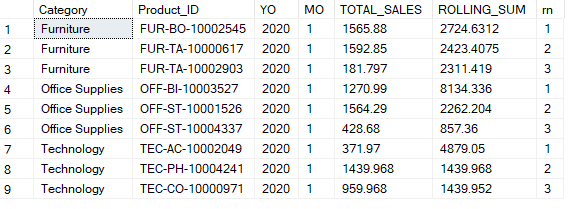 Category Product_ID YO MO TOTAL_SALES ROLLING_SUM rn
1 Furniture FUR-BO-10002545 2020 1 1565.88 2724.6312 1
2 Furniture FUR-TA-10000617 2020 1 1592.85 2423.4075 2
3 Furniture FUR-TA-10002903 2020 1 181.797 2311.419 3
4 Office Supplies OFF-BI-10003527 2020 1 1270.99 8134.336 1
5 Office Supplies OFF-ST-10001526 2020 1 1564.29 2262.204 2
6 Office Supplies OFF-ST-10004337 2020 1 428.68 857.36 3
7 Technology TEC-AC-10002049 2020 1 371.97 4879.05 1
8 Technology TEC-PH-10004241 2020 1 1439.968 1439.968 2
9 Technology TEC-CO-10000971 2020 1 959.968 1439.952 3